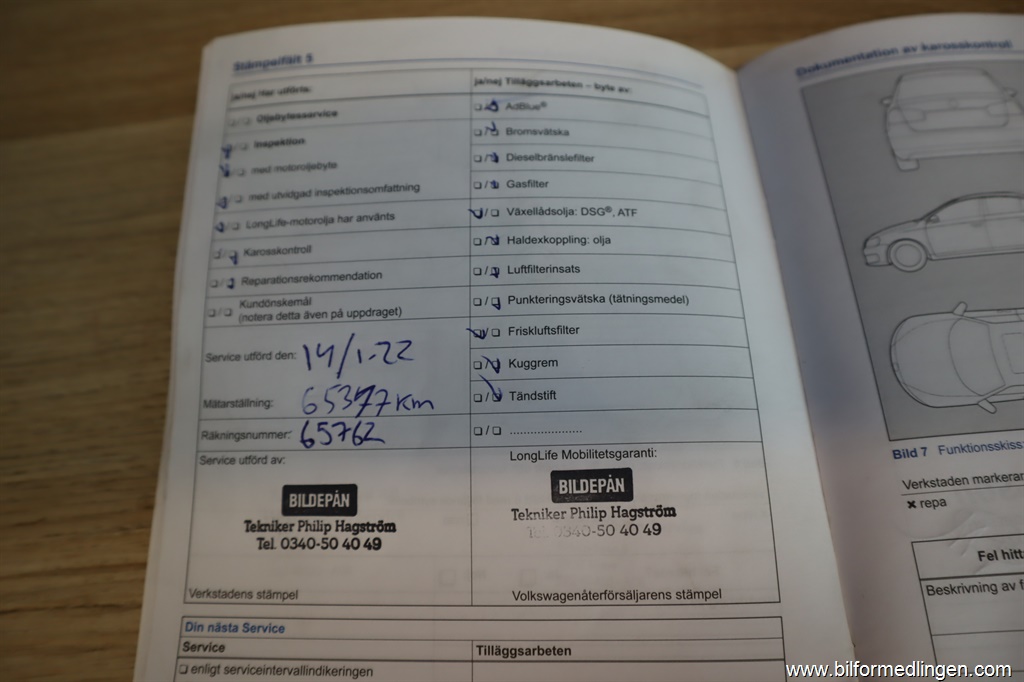 Stämpelfält 5
ja/nej Har utförts:
❏/❏ Oljebytesservice
❏/❏ Inspektion
❏/❏ med motoroljebyte
❏/❏ med utvidgad inspektionsomfattning
❏/❏ LongLife-motorolja har använts
❏/❏ Karosskontroll
❏/❏ Reparationsrekommendation
❏/❏ Kundönskemål
(notera detta även på uppdraget)
Service utförd den: 14/1-22
Mätarställning: 65377 km
Räkningsnummer: 65762
Service utförd av:
BILDEPÅN
Tekniker Philip Hagström
Tel. 0340-50 40 49
Verkstadens stämpel
ja/nej Tilläggsarbeten – byte av:
❏/❏ AdBlue®
❏/❏ Bromsvätska
❏/❏ Dieselbränslefilter
❏/❏ Gasfilter
❏/❏ Växellådsolja: DSG®, ATF
❏/❏ Haldexkoppling: olja
❏/❏ Luftfilterinsats
❏/❏ Punkteringsvätska (tätningsmedel)
❏/❏ Friskluftsfilter
❏/❏ Kuggrem
❏/❏ Tändstift
❏/❏ .....................
LongLife Mobilitetsgaranti:
BILDEPÅN
Tekniker Philip Hagström
Tel. 0340-50 40 49
Volkswagenåterförsäljarens stämpel
Din nästa Service
Service
Tilläggsarbeten
❏ enligt serviceintervallindikeringen
Dokumentation av karosskontroll
Bild 7 Funktionsskiss:
Verkstaden markerar
✖ repa
Fel hitt
Beskrivning av f
www.bilformedlingen.com